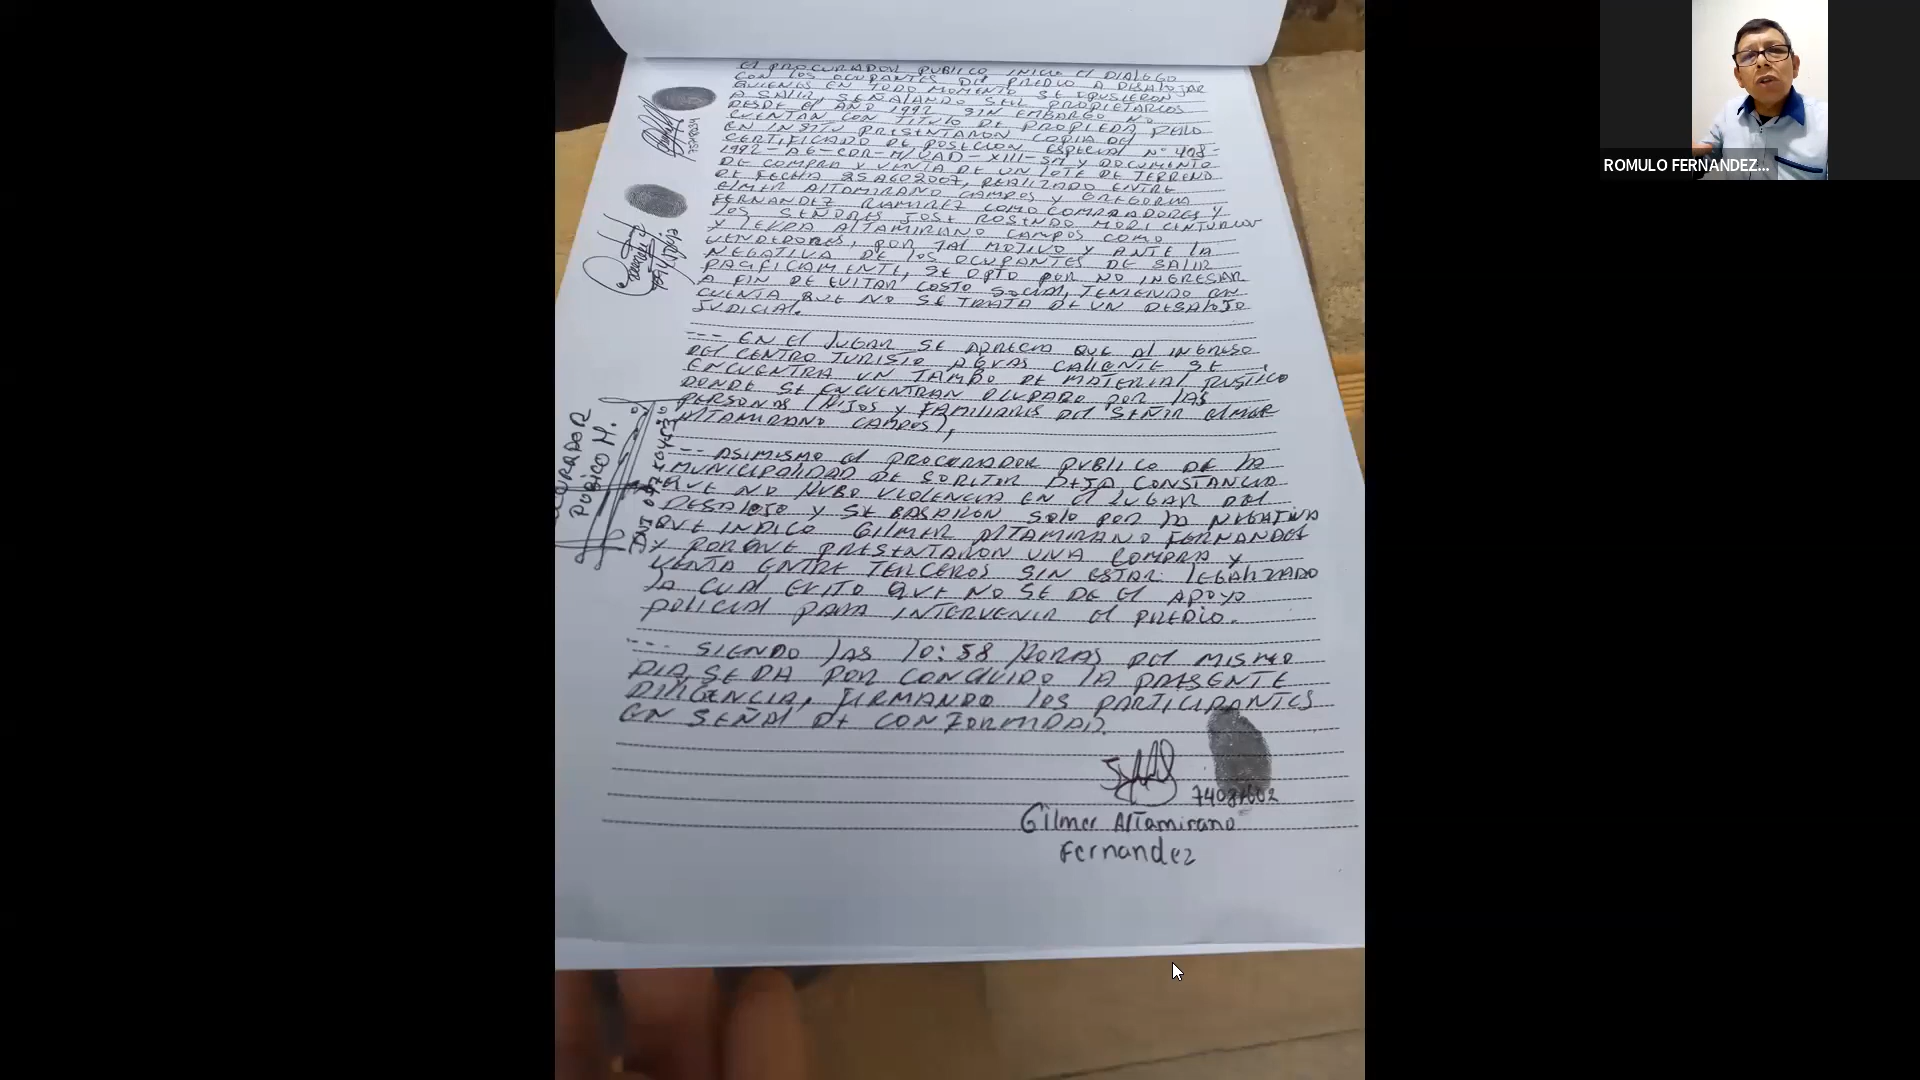 EL PROCURADOR PUBLICO INICIA EL DIALOGO
CON LOS OCUPANTES DEL PREDIO A DESALOJAR
QUIENES EN TODO MOMENTO SE OPUSIERON
A SALIR, SEÑALANDO SER PROPIETARIOS
DESDE EL AÑO 1992, SIN EMBARGO NO
CUENTAN CON TITULO DE PROPIEDAD, PERO
EN INSITU PRESENTARON COPIA DEL
CERTIFICADO DE POSECION ESPECIAL N° 408-
1992-AG-CDR-M/UAD-XIII-SM Y DOCUMENTO
DE COMPRA Y VENTA DE UN LOTE DE TERRENO
DE FECHA 25AGO2007, REALIZADO ENTRE
ELMER ALTAMIRANO CAMPOS Y GREGORIA
FERNANDEZ RAMIREZ COMO COMPRADORES Y
LOS SEÑORES JOSE ROSENDO MORI CENTURION
Y LEYDA ALTAMIRANO CAMPOS COMO
VENDEDORES, POR TAL MOTIVO Y ANTE LA
NEGATIVA DE LOS OCUPANTES DE SALIR
PACIFICAMENTE, SE OPTO POR NO INGRESAR
A FIN DE EVITAR COSTO SOCIAL, TENIENDO EN
CUENTA QUE NO SE TRATA DE UN DESALOJO
JUDICIAL.
--- EN EL LUGAR SE APRECIA QUE AL INGRESO
DEL CENTRO TURISTIO AGUAS CALIENTE SE
ENCUENTRA UN TAMBO DE MATERIAL RUSTICO
DONDE SE ENCUENTRAN OCUPADO POR LAS
PERSONAS (HIJOS Y FAMILIARES DEL SEÑIR ELMER
ALTAMIRANO CAMPOS),
--- ASIMISMO EL PROCURADOR PUBLICO DE LA
MUNICIPALIDAD DE SORITOR DEJA CONSTANCIA
QUE NO HUBO VIOLENCIA EN EL LUGAR DEL
DESALOJO Y SE BASARON SOLO POR LA NEGATIVA
QUE INDICO GILMER ALTAMIRANO FERNANDEZ
Y PORQUE PRESENTARON UNA COMPRA Y
VENTA ENTRE TERCEROS SIN ESTAR LEGALIZADO
LA CUAL EVITO QUE NO SE DE EL APOYO
POLICIAL PARA INTERVENIR EL PREDIO.
--- SIENDO LAS 10:58 HORAS DEL MISMO
DIA, SE DA POR CONCLUIDO LA PRESENTE
DILIGENCIA, FIRMANDO LOS PARTICIPANTES
EN SEÑAL DE CONFORMIDAD.
PUBLICO M.
Gilmer AlTamirano
Fernandez
ROMULO FERNANDEZ...